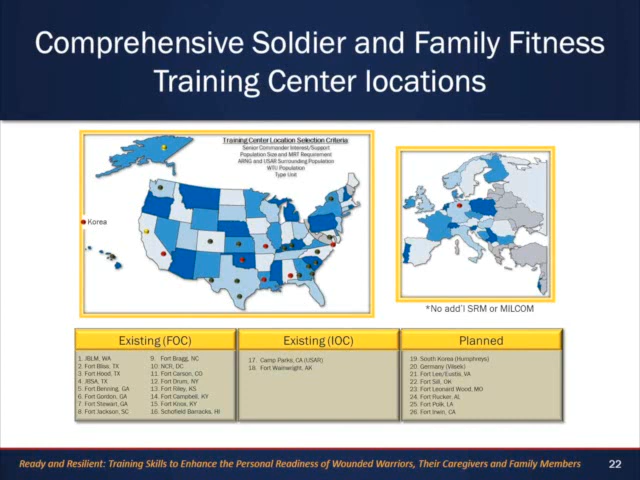 Comprehensive Soldier and Family Fitness
Training Center locations
Training Center Location Selection Criteria
Senior Commander Interest/Support
Population Size and MRT Requirement
ARNG and USAR Surrounding Population
WTU Population
Type Unit
Korea
*No add'l SRM or MILCOM
Existing (FOC)
1. JBLM, WA
2. Fort Bliss, TX
3. Fort Hood, TX
4. JBSA, TX
5. Fort Benning, GA
6. Fort Gordon, GA
7. Fort Stewart, GA
8. Fort Jackson, SC
9. Fort Bragg, NC
10. NCR, DC
11. Fort Carson, CO
12. Fort Drum, NY
13. Fort Riley, KS
14. Fort Campbell, KY
15. Fort Knox, KY
16. Schofield Barracks, HI
Existing (IOC)
17. Camp Parks, CA (USAR)
18. Fort Wainwright, AK
Planned
19. South Korea (Humphreys)
20. Germany (Vilsek)
21. Fort Lee/Eustis, VA
22. Fort Sill, OK
23. Fort Leonard Wood, MO
24. Fort Rucker, AL
25. Fort Polk, LA
26. Fort Irwin, CA
Ready and Resilient: Training Skills to Enhance the Personal Readiness of Wounded Warriors, Their Caregivers and Family Members
22